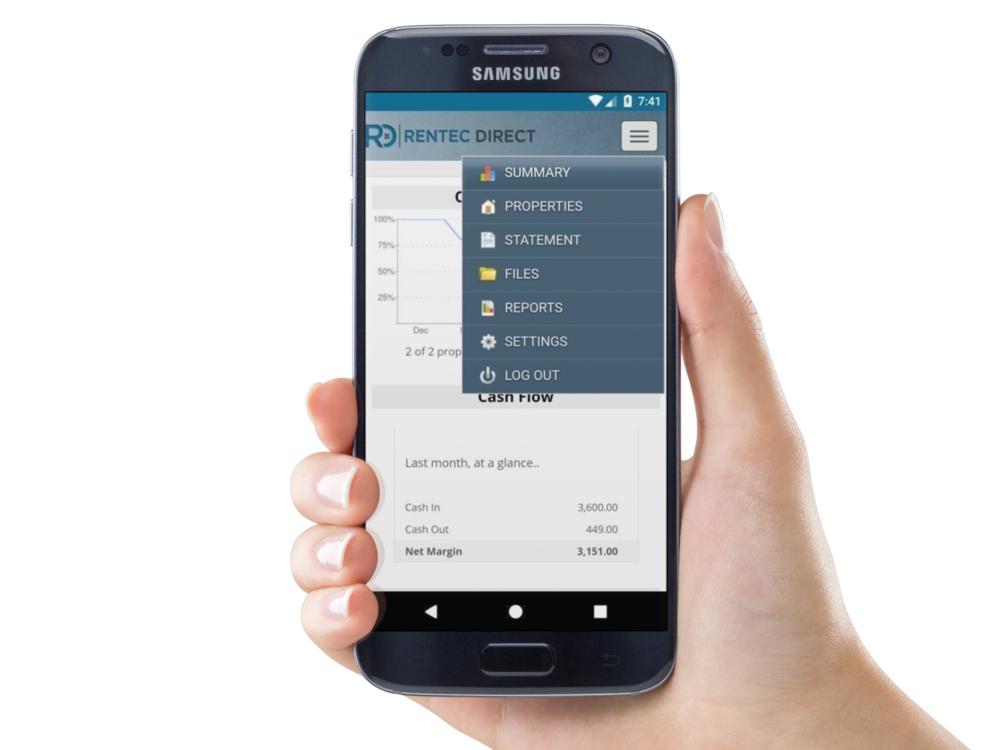 SAMSUNG
7:41
RD RENTEC DIRECT
SUMMARY
PROPERTIES
STATEMENT
FILES
REPORTS
SETTINGS
LOG OUT
100%
75%
50%
25%
Dec
2 of 2 prop
Cash Flow
Last month, at a glance..
Cash In 3,600.00
Cash Out 449.00
Net Margin 3,151.00